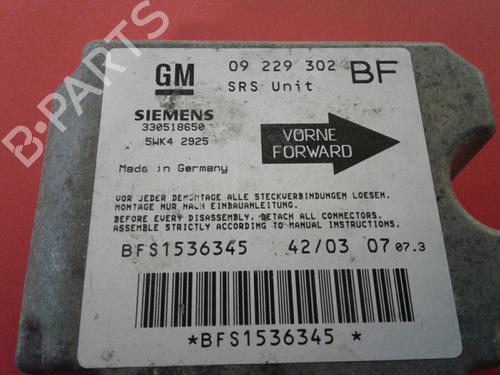 B-PARTS
GM 09 229 302 BF
SRS Unit
SIEMENS
330518650
5WK4 2925
VORNE
FORWARD
Made in Germany
VOR JEDER DEMONTAGE ALLE STECKVERBINDUNGEN LOESEN.
MONTAGE NUR NACH EINBAUANLEITUNG.
BEFORE EVERY DISASSEMBLY, DETACH ALL CONNECTORS.
ASSEMBLE STRICTLY ACCORDING TO MANUAL INSTRUCTIONS.
BFS1536345 42/03 07 07.3
*BFS1536345 *